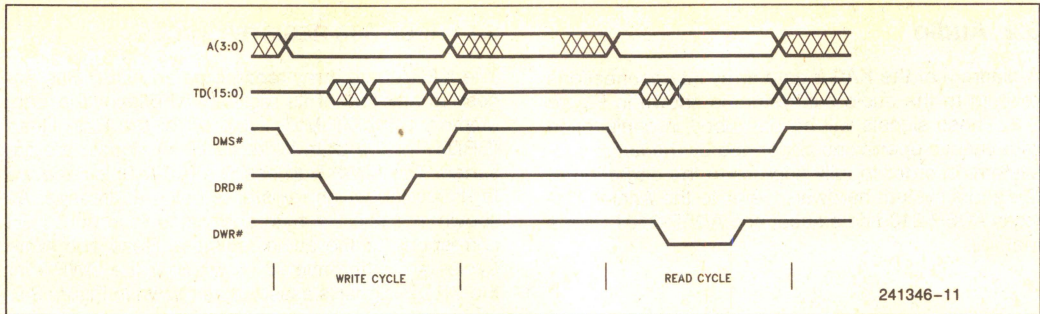 A(3:0)
TD(15:0)
DMS#
DRD#
DWR#
WRITE CYCLE
READ CYCLE
241346-11